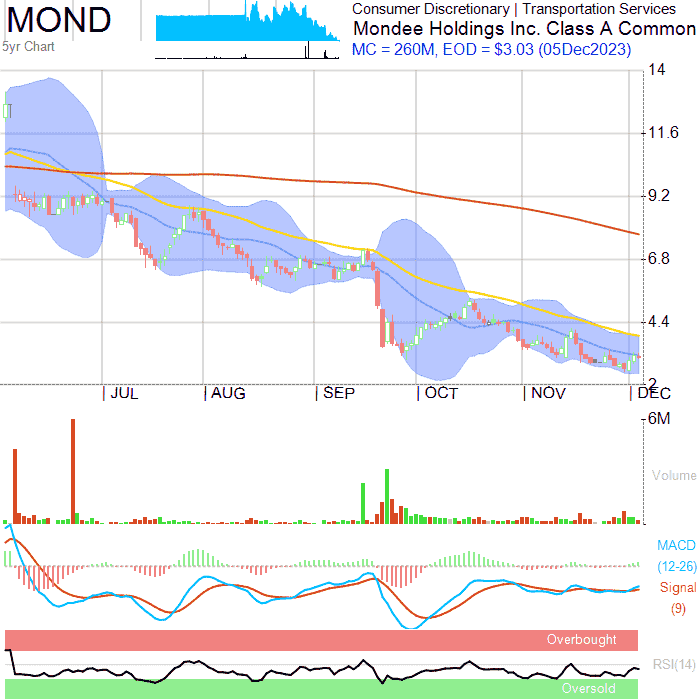 MOND
5yr Chart
Consumer Discretionary | Transportation Services
Mondee Holdings Inc. Class A Common
MC = 260M, EOD = $3.03 (05Dec2023)
14
11.6
9.2
6.8
4.4
2
JUL
AUG
SEP
OCT
NOV
DEC
6M
Volume
MACD
(12-26)
Signal
(9)
Overbought
RSI(14)
Oversold